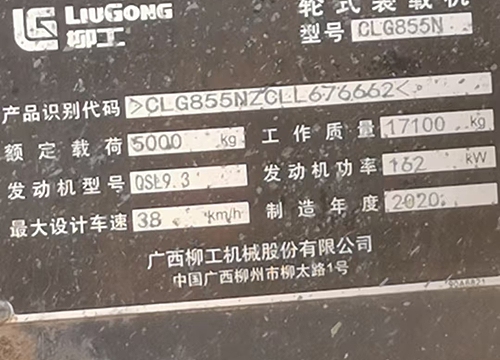 LIUGONG
柳工
轮式装载机
型号 CLG855N
产品识别代码 >CLG855NZCLL676662<
额定载荷 5000 kg 工作质量 17100 kg
发动机型号 QSL9.3 发动机功率 162 kW
最大设计车速 38 km/h 制造年度 2020
广西柳工机械股份有限公司
中国广西柳州市柳太路1号